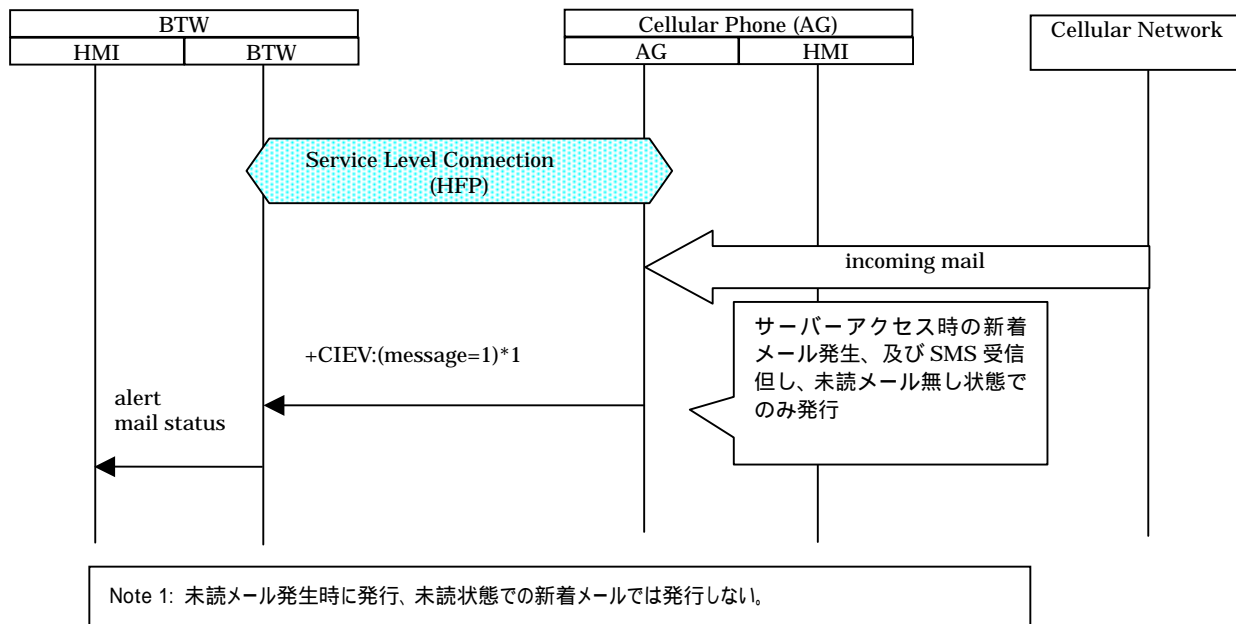 BTW
HMI
BTW
Cellular Phone (AG)
AG
HMI
Cellular Network
Service Level Connection
(HFP)
incoming mail
サーバーアクセス時の新着
メール発生、及び SMS 受信
但し、未読メール無し状態で
のみ発行
+CIEV:(message=1)*1
alert
mail status
Note 1: 未読メール発生時に発行、未読状態での新着メールでは発行しない。